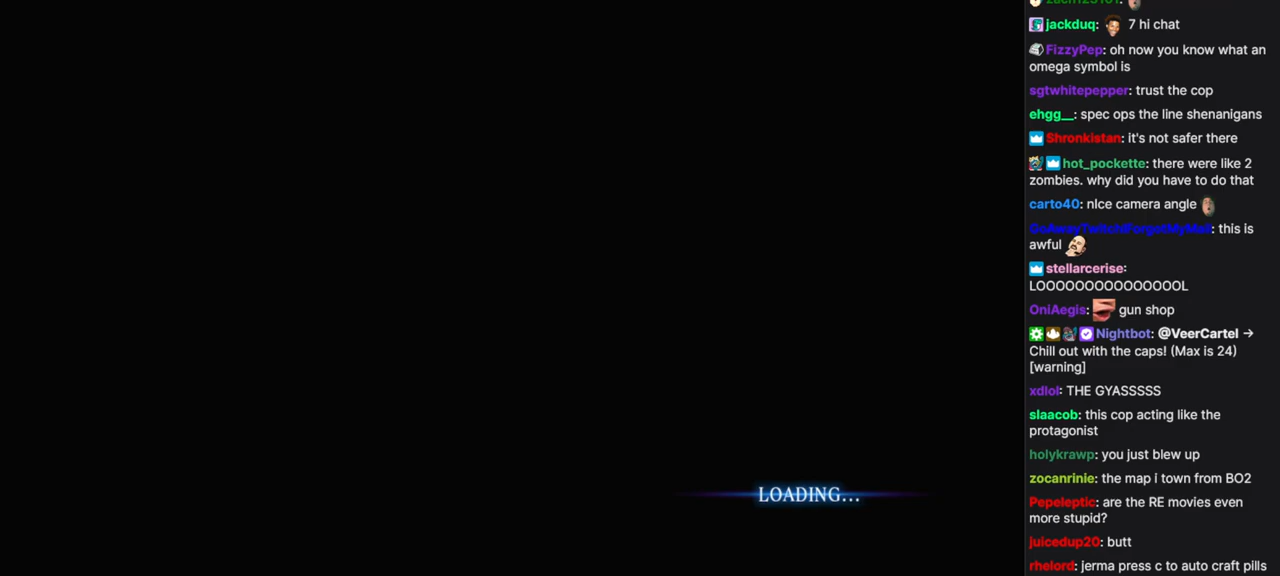 jackduq: 7 hi chat
FizzyPep: oh now you know what an
omega symbol is
sgtwhitepepper: trust the cop
ehgg__: spec ops the line shenanigans
Shronkistan: it's not safer there
hot_pockette: there were like 2
zombies. why did you have to do that
carto40: nIce camera angle
GoAwayTwitchIForgotMyMail: this is
awful
stellarcerise:
LOOOOOOOOOOOOOOOL
OniAegis: gun shop
Nightbot: @VeerCartel →
Chill out with the caps! (Max is 24)
[warning]
xdlol: THE GYASSSSS
slaacob: this cop acting like the
protagonist
holykrawp: you just blew up
zocanrinie: the map i town from BO2
LOADING...
Pepeleptic: are the RE movies even
more stupid?
juicedup20: butt
rhelord: jerma press c to auto craft pills